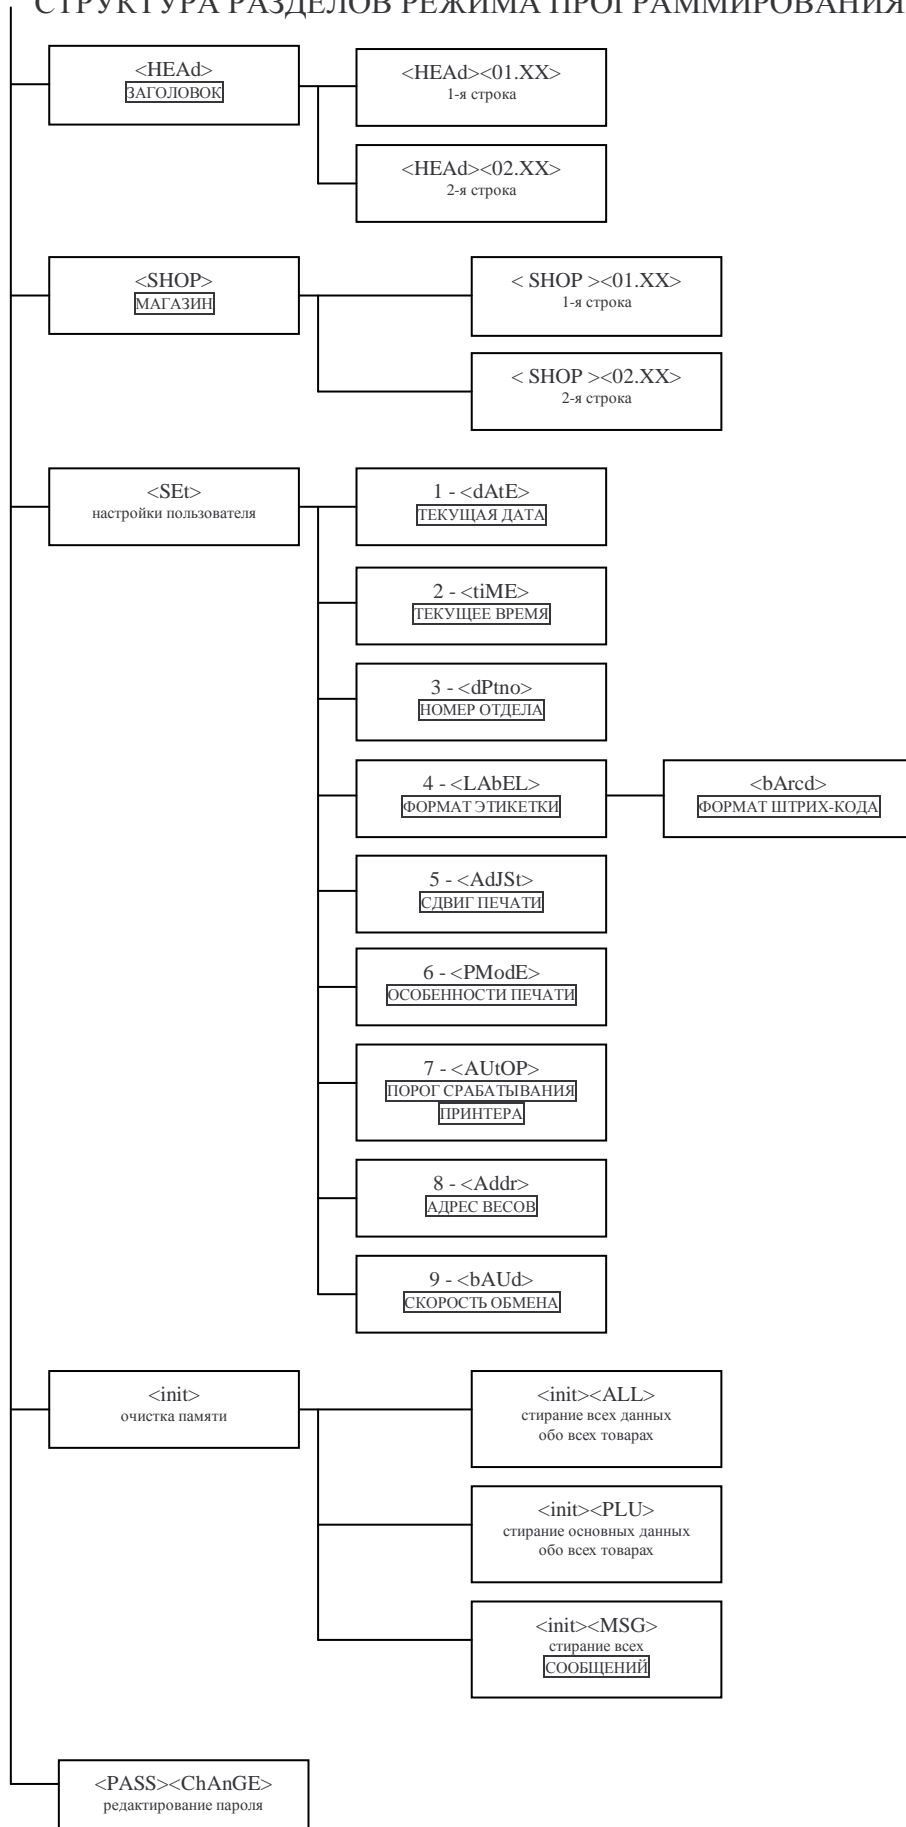 СТРУКТУРА РАЗДЕЛОВ РЕЖИМА ПРОГРАММИРОВАНИЯ
<HEAd>
ЗАГОЛОВОК
<HEAd><01.XX>
1-я строка
<HEAd><02.XX>
2-я строка
<SHOP>
МАГАЗИН
< SHOP ><01.XX>
1-я строка
< SHOP ><02.XX>
2-я строка
<SEt>
настройки пользователя
1 - <dAtE>
ТЕКУЩАЯ ДАТА
2 - <tiME>
ТЕКУЩЕЕ ВРЕМЯ
3 - <dPtno>
НОМЕР ОТДЕЛА
4 - <LAbEL>
ФОРМАТ ЭТИКЕТКИ
<bArcd>
ФОРМАТ ШТРИХ-КОДА
5 - <AdJSt>
СДВИГ ПЕЧАТИ
6 - <PModE>
ОСОБЕННОСТИ ПЕЧАТИ
7 - <AUtOP>
ПОРОГ СРАБАТЫВАНИЯ
ПРИНТЕРА
8 - <Addr>
АДРЕС ВЕСОВ
9 - <bAUd>
СКОРОСТЬ ОБМЕНА
<init>
очистка памяти
<init><ALL>
стирание всех данных
обо всех товарах
<init><PLU>
стирание основных данных
обо всех товарах
<init><MSG>
стирание всех
СООБЩЕНИЙ
<PASS><ChAnGE>
редактирование пароля